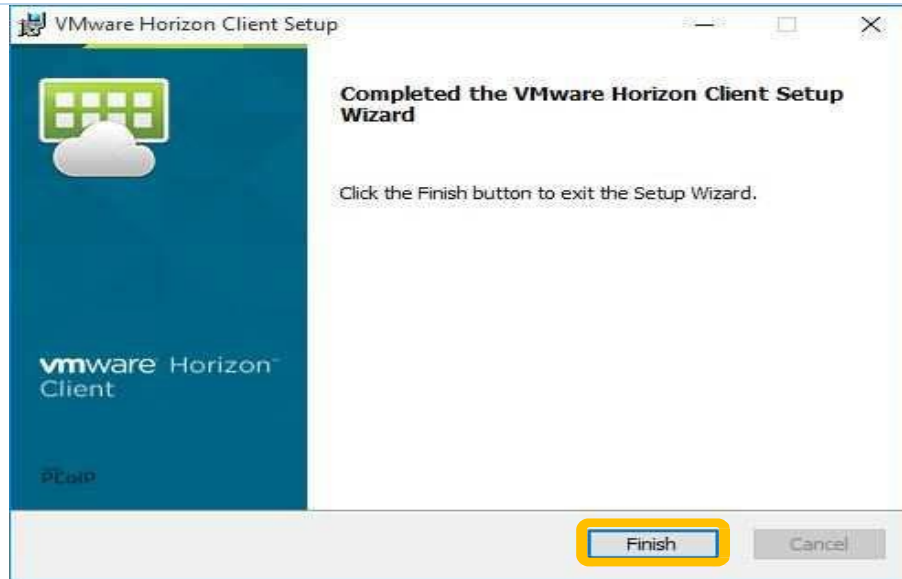 VMware Horizon Client Setup
Completed the VMware Horizon Client Setup
Wizard
Click the Finish button to exit the Setup Wizard.
vmware Horizon™
Client
PCoIP
Finish
Cancel